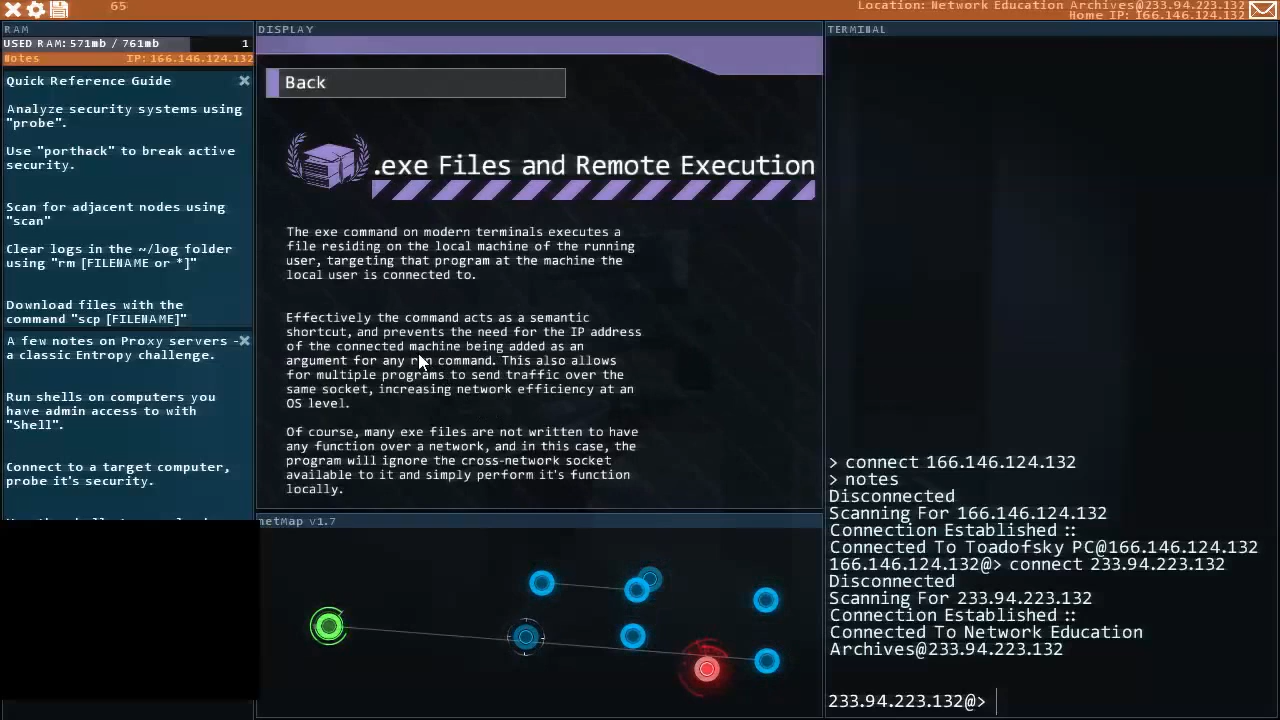 65
Location: Network Education Archives@233.94.223.132
Home IP: 166.146.124.132
RAM
USED RAM: 571mb / 761mb 1
Notes IP: 166.146.124.132
Quick Reference Guide
Analyze security systems using
"probe".
Use "porthack" to break active
security.
Scan for adjacent nodes using
"scan"
Clear logs in the ~/log folder
using "rm [FILENAME or *]"
Download files with the
command "scp [FILENAME]"
A few notes on Proxy servers -
a classic Entropy challenge.
Run shells on computers you
have admin access to with
"Shell".
Connect to a target computer,
probe it's security.
DISPLAY
Back
.exe Files and Remote Execution
The exe command on modern terminals executes a
file residing on the local machine of the running
user, targeting that program at the machine the
local user is connected to.
Effectively the command acts as a semantic
shortcut, and prevents the need for the IP address
of the connected machine being added as an
argument for any run command. This also allows
for multiple programs to send traffic over the
same socket, increasing network efficiency at an
OS level.
Of course, many exe files are not written to have
any function over a network, and in this case, the
program will ignore the cross-network socket
available to it and simply perform it's function
locally.
netMap v1.7
TERMINAL
> connect 166.146.124.132
> notes
Disconnected
Scanning For 166.146.124.132
Connection Established ::
Connected To Toadofsky PC@166.146.124.132
166.146.124.132@> connect 233.94.223.132
Disconnected
Scanning For 233.94.223.132
Connection Established ::
Connected To Network Education
Archives@233.94.223.132
233.94.223.132@>